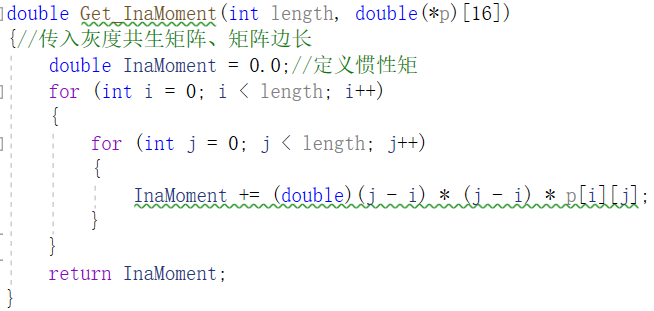 double Get_InaMoment(int length, double(*p)[16])
{//传入灰度共生矩阵、矩阵边长
double InaMoment = 0.0;//定义惯性矩
for (int i = 0; i < length; i++)
{
for (int j = 0; j < length; j++)
{
InaMoment += (double)(j - i) * (j - i) * p[i][j];
}
}
return InaMoment;
}